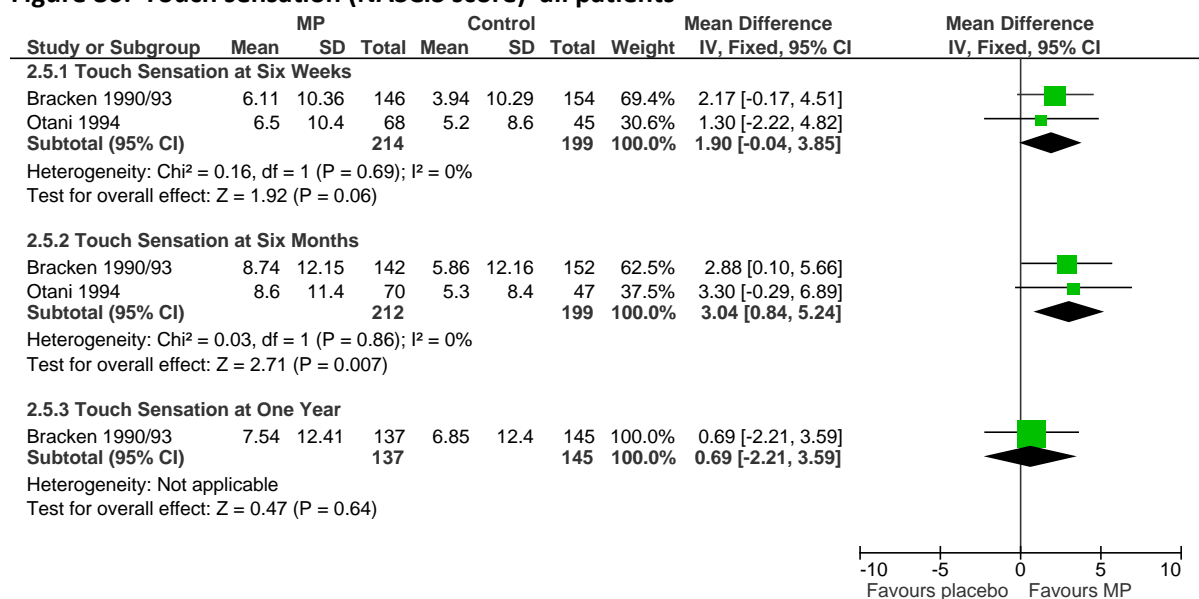 MP Control Mean Difference Mean Difference
Study or Subgroup Mean SD Total Mean SD Total Weight IV, Fixed, 95% CI IV, Fixed, 95% CI
2.5.1 Touch Sensation at Six Weeks
Bracken 1990/93 6.11 10.36 146 3.94 10.29 154 69.4% 2.17 [-0.17, 4.51]
Otani 1994 6.5 10.4 68 5.2 8.6 45 30.6% 1.30 [-2.22, 4.82]
Subtotal (95% CI) 214 199 100.0% 1.90 [-0.04, 3.85]
Heterogeneity: Chi² = 0.16, df = 1 (P = 0.69); I² = 0%
Test for overall effect: Z = 1.92 (P = 0.06)
2.5.2 Touch Sensation at Six Months
Bracken 1990/93 8.74 12.15 142 5.86 12.16 152 62.5% 2.88 [0.10, 5.66]
Otani 1994 8.6 11.4 70 5.3 8.4 47 37.5% 3.30 [-0.29, 6.89]
Subtotal (95% CI) 212 199 100.0% 3.04 [0.84, 5.24]
Heterogeneity: Chi² = 0.03, df = 1 (P = 0.86); I² = 0%
Test for overall effect: Z = 2.71 (P = 0.007)
2.5.3 Touch Sensation at One Year
Bracken 1990/93 7.54 12.41 137 6.85 12.4 145 100.0% 0.69 [-2.21, 3.59]
Subtotal (95% CI) 137 145 100.0% 0.69 [-2.21, 3.59]
Heterogeneity: Not applicable
Test for overall effect: Z = 0.47 (P = 0.64)
-10 -5 0 5 10
Favours placebo Favours MP